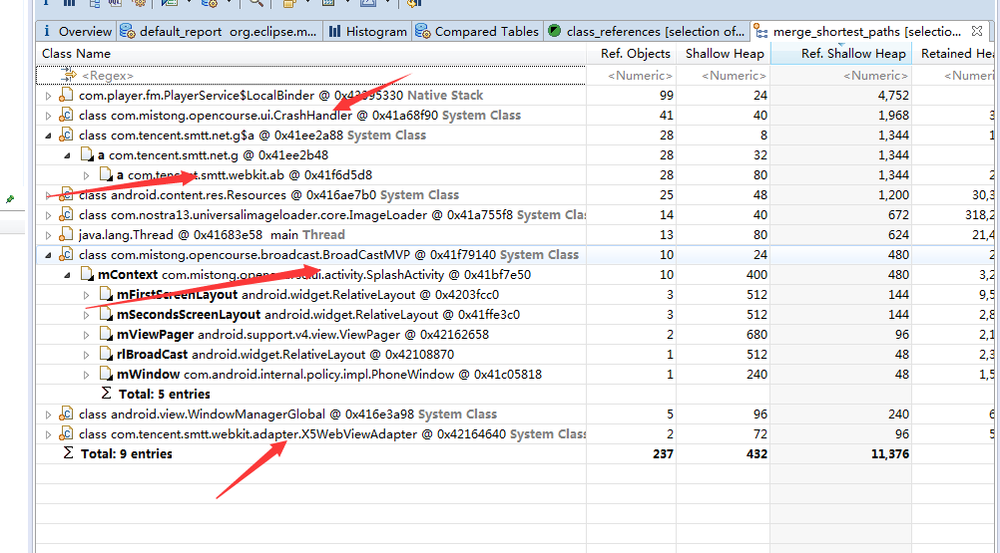 i Overview default_report org.eclipse.m... Histogram Compared Tables class_references [selection of... merge_shortest_paths [selectio...
Class Name Ref. Objects Shallow Heap Ref. Shallow Heap Retained Hea
<Regex> <Numeric> <Numeric> <Numeric> <Numeric>
com.player.fm.PlayerService$LocalBinder @ Native Stack 99 24 4,752
class com.mistong.opencourse.ui.CrashHandler @ 0x41a68f90 System Class 41 40 1,968 3
class com.tencent.smtt.net.g$a @ 0x41ee2a88 System Class 28 8 1,344 1
a com.tencent.smtt.net.g @ 0x41ee2b48 28 32 1,344
a com.tencent.smtt.webkit.ab @ 0x41f6d5d8 28 80 1,344 1
class android.content.res.Resources @ 0x416ae7b0 System Class 25 48 1,200 30,3
class com.nostra13.universalimageloader.core.ImageLoader @ 0x41a755f8 System Clas 14 40 672 318,2
java.lang.Thread @ 0x41683e58 main Thread 13 80 624 21,4
class com.mistong.opencourse.broadcast.BroadCastMVP @ 0x41f79140 System Class 10 24 480 2
mContext com.mistong.opencourse.ui.activity.SplashActivity @ 0x41bf7e50 10 400 480 3,2
mFirstScreenLayout android.widget.RelativeLayout @ 0x4203fcc0 3 512 144 9,5
mSecondsScreenLayout android.widget.RelativeLayout @ 0x41ffe3c0 3 512 144 2,8
mViewPager android.support.v4.view.ViewPager @ 0x42162658 2 680 96 2,1
rlBroadCast android.widget.RelativeLayout @ 0x42108870 1 512 48 2,3
mWindow com.android.internal.policy.impl.PhoneWindow @ 0x41c05818 1 240 48 1,5
Σ Total: 5 entries
class android.view.WindowManagerGlobal @ 0x416e3a98 System Class 5 96 240 6
class com.tencent.smtt.webkit.adapter.X5WebViewAdapter @ 0x42164640 System Class 2 72 96 5
Σ Total: 9 entries 237 432 11,376